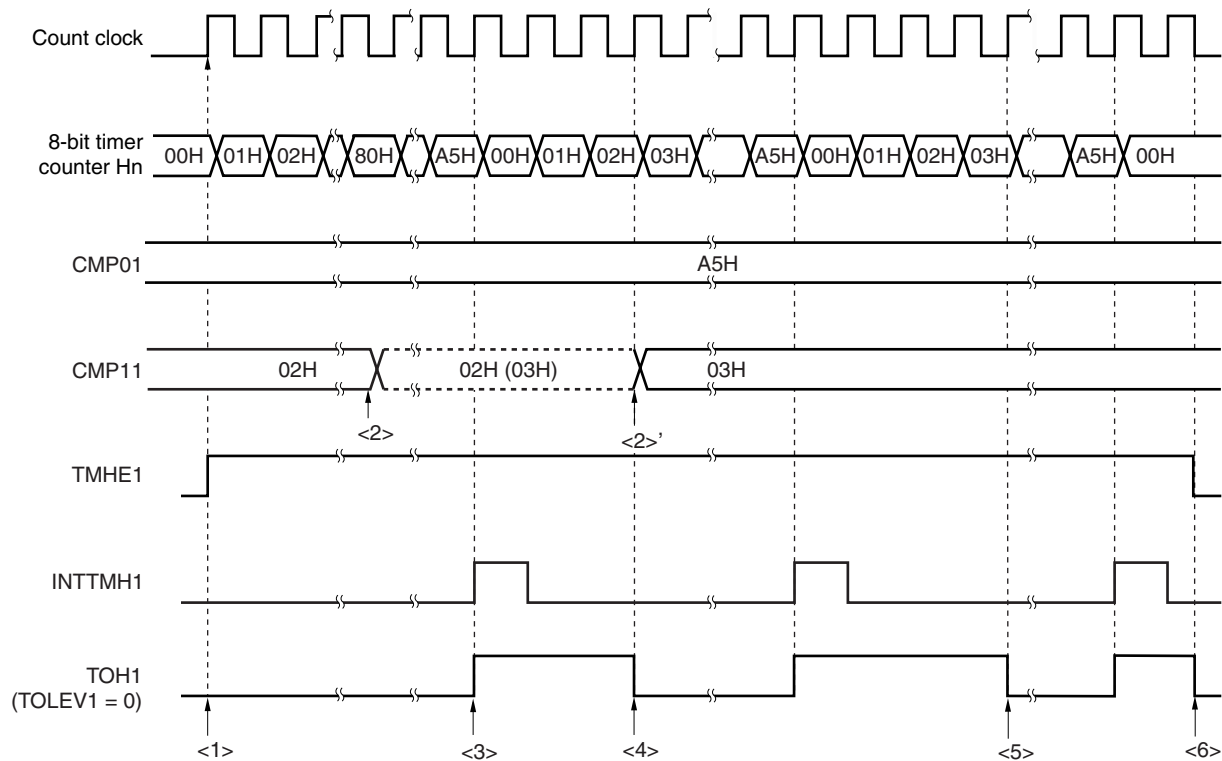 Count clock
8-bit timer
counter Hn
00H 01H 02H 80H A5H 00H 01H 02H 03H A5H 00H 01H 02H 03H A5H 00H
CMP01
A5H
CMP11
02H 02H (03H) 03H
<2> <2>’
TMHE1
INTTMH1
TOH1
(TOLEV1 = 0)
<1> <3> <4> <5> <6>